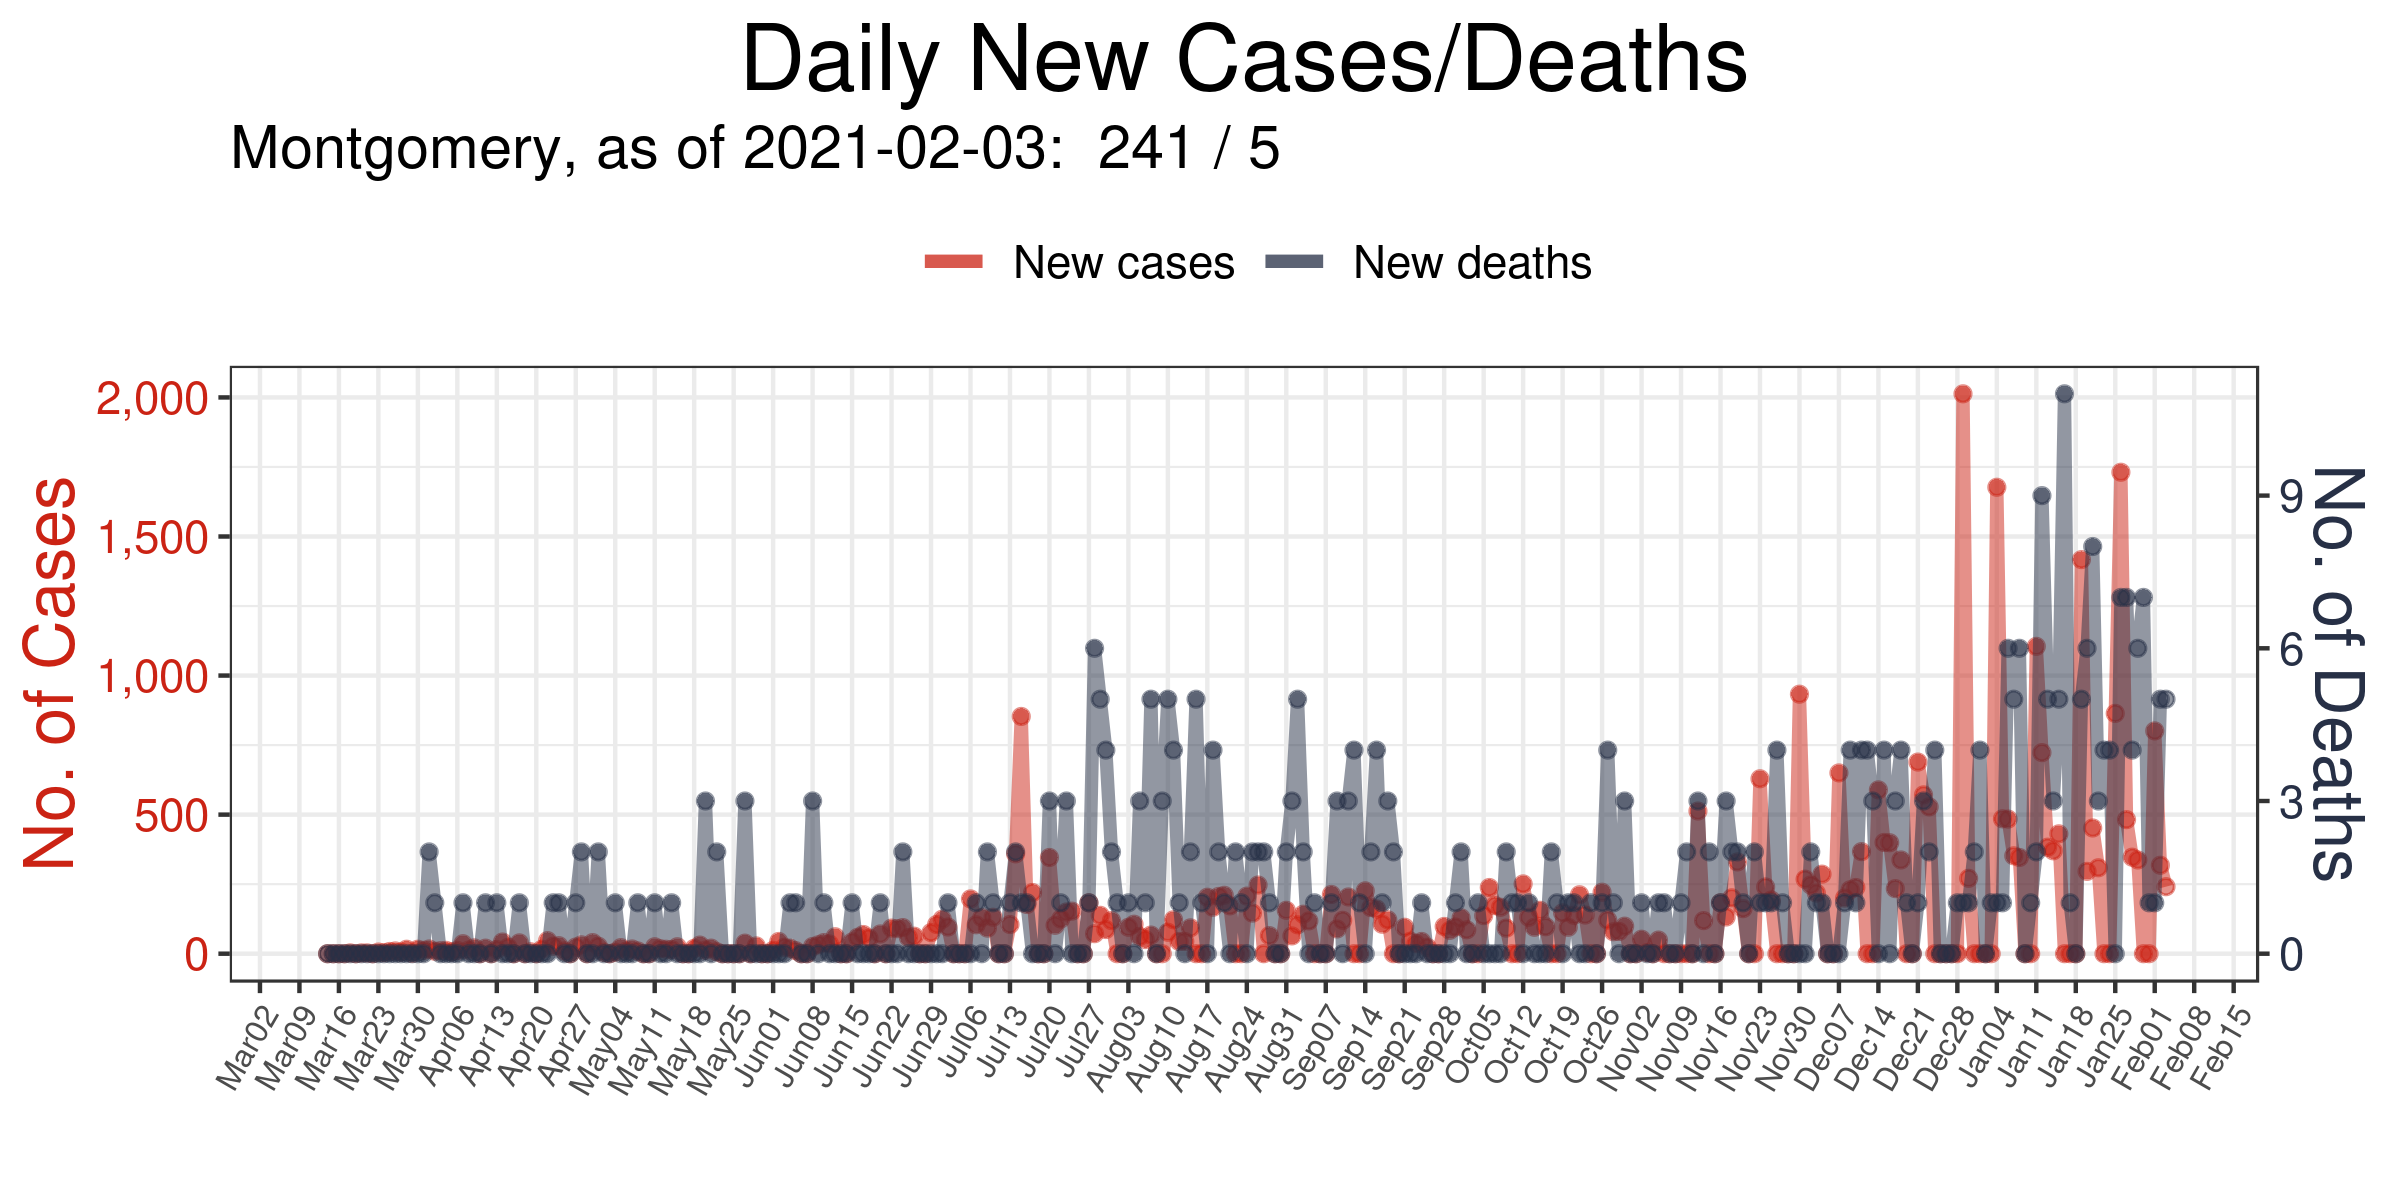 Daily New Cases/Deaths
Montgomery, as of 2021-02-03:  241 / 5
New cases
New deaths
No. of Cases
2,000
1,500
1,000
500
0
No. of Deaths
9
6
3
0
Mar02
Mar09
Mar16
Mar23
Mar30
Apr06
Apr13
Apr20
Apr27
May04
May11
May18
May25
Jun01
Jun08
Jun15
Jun22
Jun29
Jul06
Jul13
Jul20
Jul27
Aug03
Aug10
Aug17
Aug24
Aug31
Sep07
Sep14
Sep21
Sep28
Oct05
Oct12
Oct19
Oct26
Nov02
Nov09
Nov16
Nov23
Nov30
Dec07
Dec14
Dec21
Dec28
Jan04
Jan11
Jan18
Jan25
Feb01
Feb08
Feb15